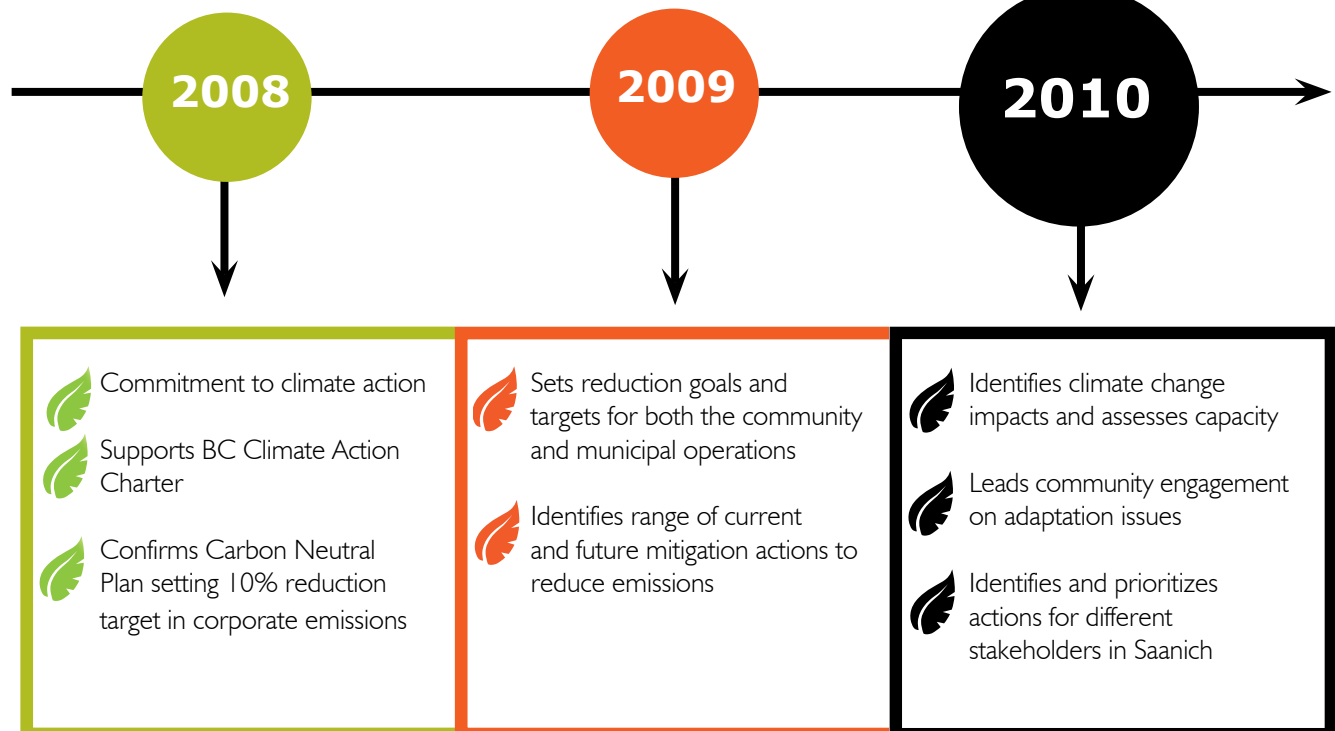 2008
2009
2010
Commitment to climate action
Supports BC Climate Action
Charter
Confirms Carbon Neutral
Plan setting 10% reduction
target in corporate emissions
Sets reduction goals and
targets for both the community
and municipal operations
Identifies range of current
and future mitigation actions to
reduce emissions
Identifies climate change
impacts and assesses capacity
Leads community engagement
on adaptation issues
Identifies and prioritizes
actions for different
stakeholders in Saanich